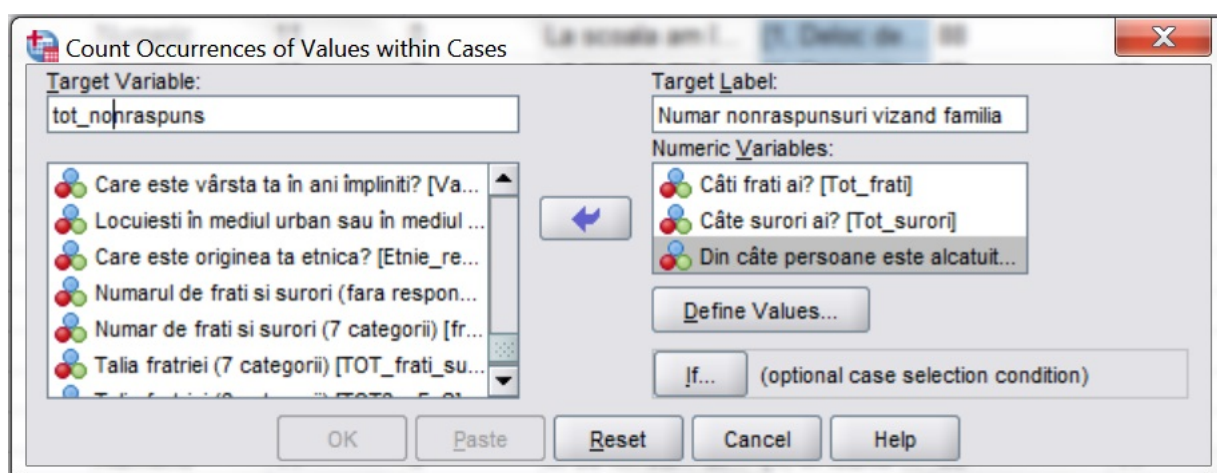 Count Occurrences of Values within Cases
Target Variable:
tot_nonraspuns
Target Label:
Numar nonraspunsuri vizand familia
Numeric Variables:
Care este vârsta ta în ani împliniti? [Va...
Locuiesti în mediul urban sau în mediul ...
Care este originea ta etnica? [Etnie_re...
Numarul de frati si surori (fara respon...
Numar de frati si surori (7 categorii) [fr...
Talia fratriei (7 categorii) [TOT_frati_su...
Câti frati ai? [Tot_frati]
Câte surori ai? [Tot_surori]
Din câte persoane este alcatuit...
Define Values...
If... (optional case selection condition)
OK Paste Reset Cancel Help